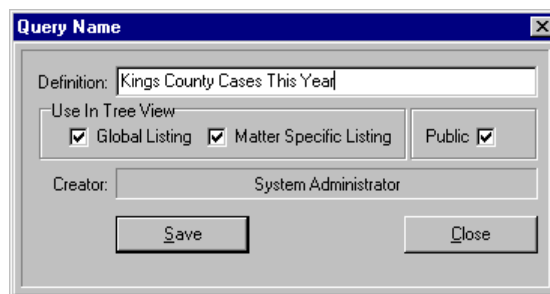 Query Name
Definition: Kings County Cases This Year
Use In Tree View
Global Listing Matter Specific Listing Public
Creator: System Administrator
Save Close